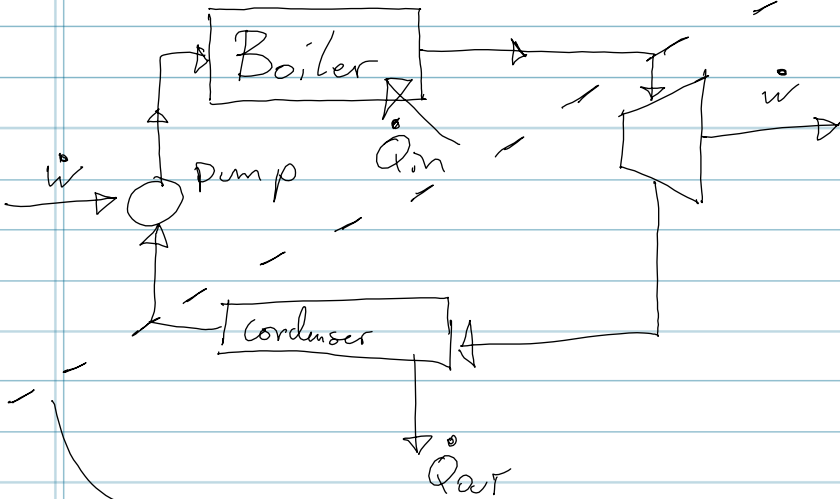 Boiler
Ẇ
Q̇in
Ẇ
pump
condenser
Q̇out